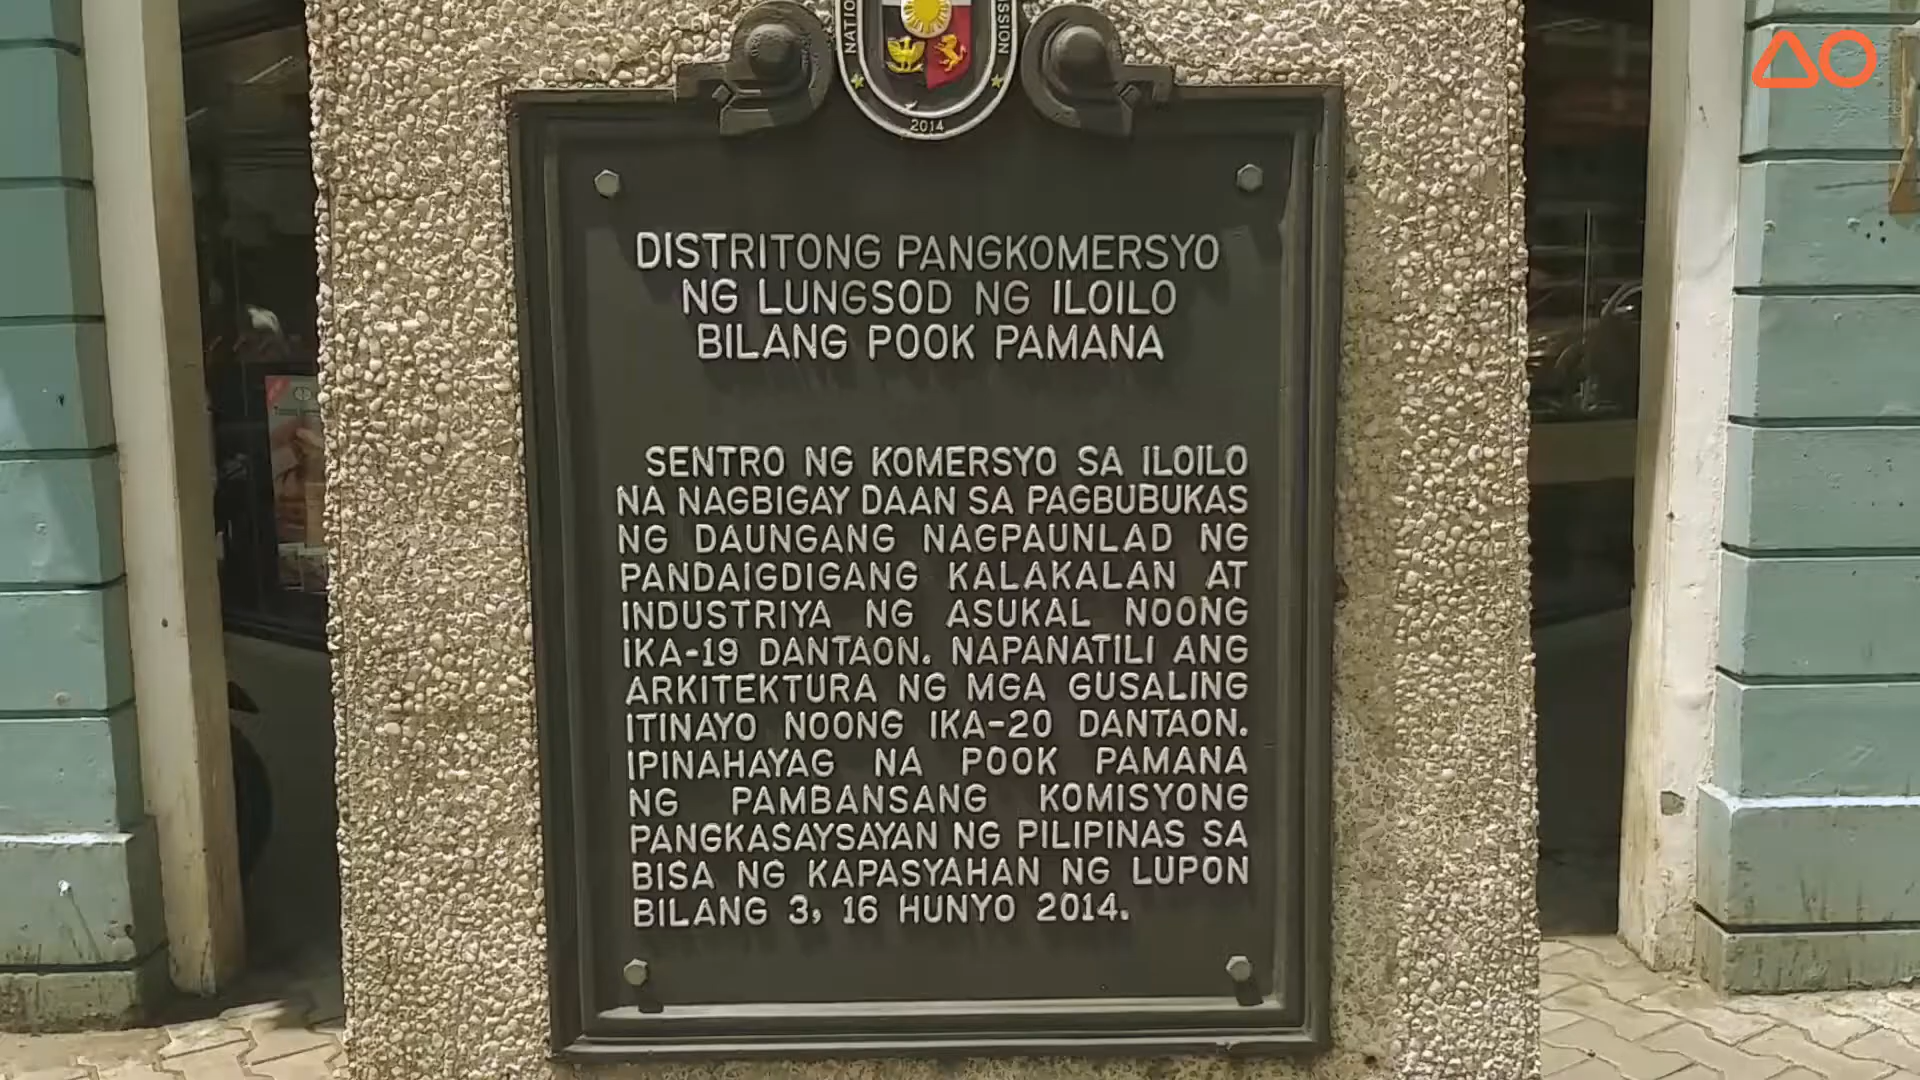 2014
DISTRITONG PANGKOMERSYO
NG LUNGSOD NG ILOILO
BILANG POOK PAMANA
SENTRO NG KOMERSYO SA ILOILO
NA NAGBIGAY DAAN SA PAGBUBUKAS
NG DAUNGANG NAGPAUNLAD NG
PANDAIGDIGANG KALAKALAN AT
INDUSTRIYA NG ASUKAL NOONG
IKA-19 DANTAON. NAPANATILI ANG
ARKITEKTURA NG MGA GUSALING
ITINAYO NOONG IKA-20 DANTAON.
IPINAHAYAG NA POOK PAMANA
NG PAMBANSANG KOMISYONG
PANGKASAYSAYAN NG PILIPINAS SA
BISA NG KAPASYAHAN NG LUPON
BILANG 3, 16 HUNYO 2014.